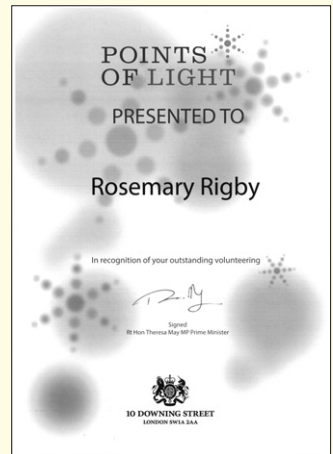 POINTS
OF LIGHT
PRESENTED TO
Rosemary Rigby
In recognition of your outstanding volunteering
Signed
Rt Hon Theresa May MP Prime Minister
10 DOWNING STREET
LONDON SW1A 2AA